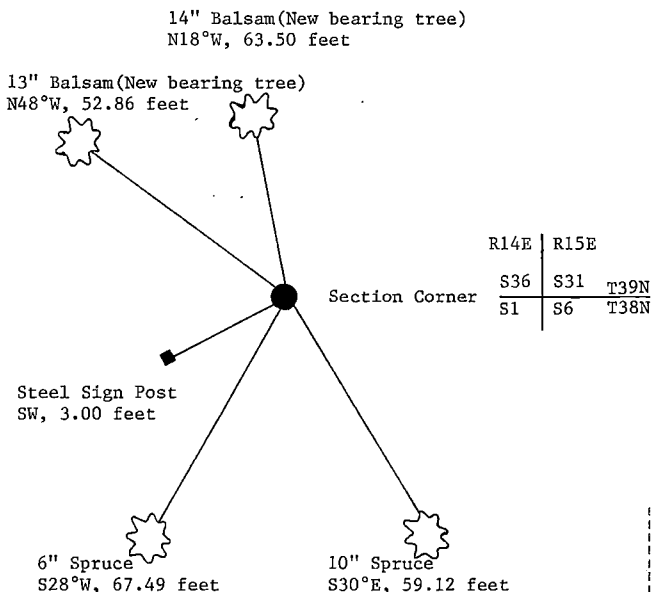 14" Balsam(New bearing tree)
N18°W, 63.50 feet
13" Balsam(New bearing tree)
N48°W, 52.86 feet
R14E R15E
Section Corner
S36 S31 T39N
S1 S6 T38N
Steel Sign Post
SW, 3.00 feet
6" Spruce
S28°W, 67.49 feet
10" Spruce
S30°E, 59.12 feet